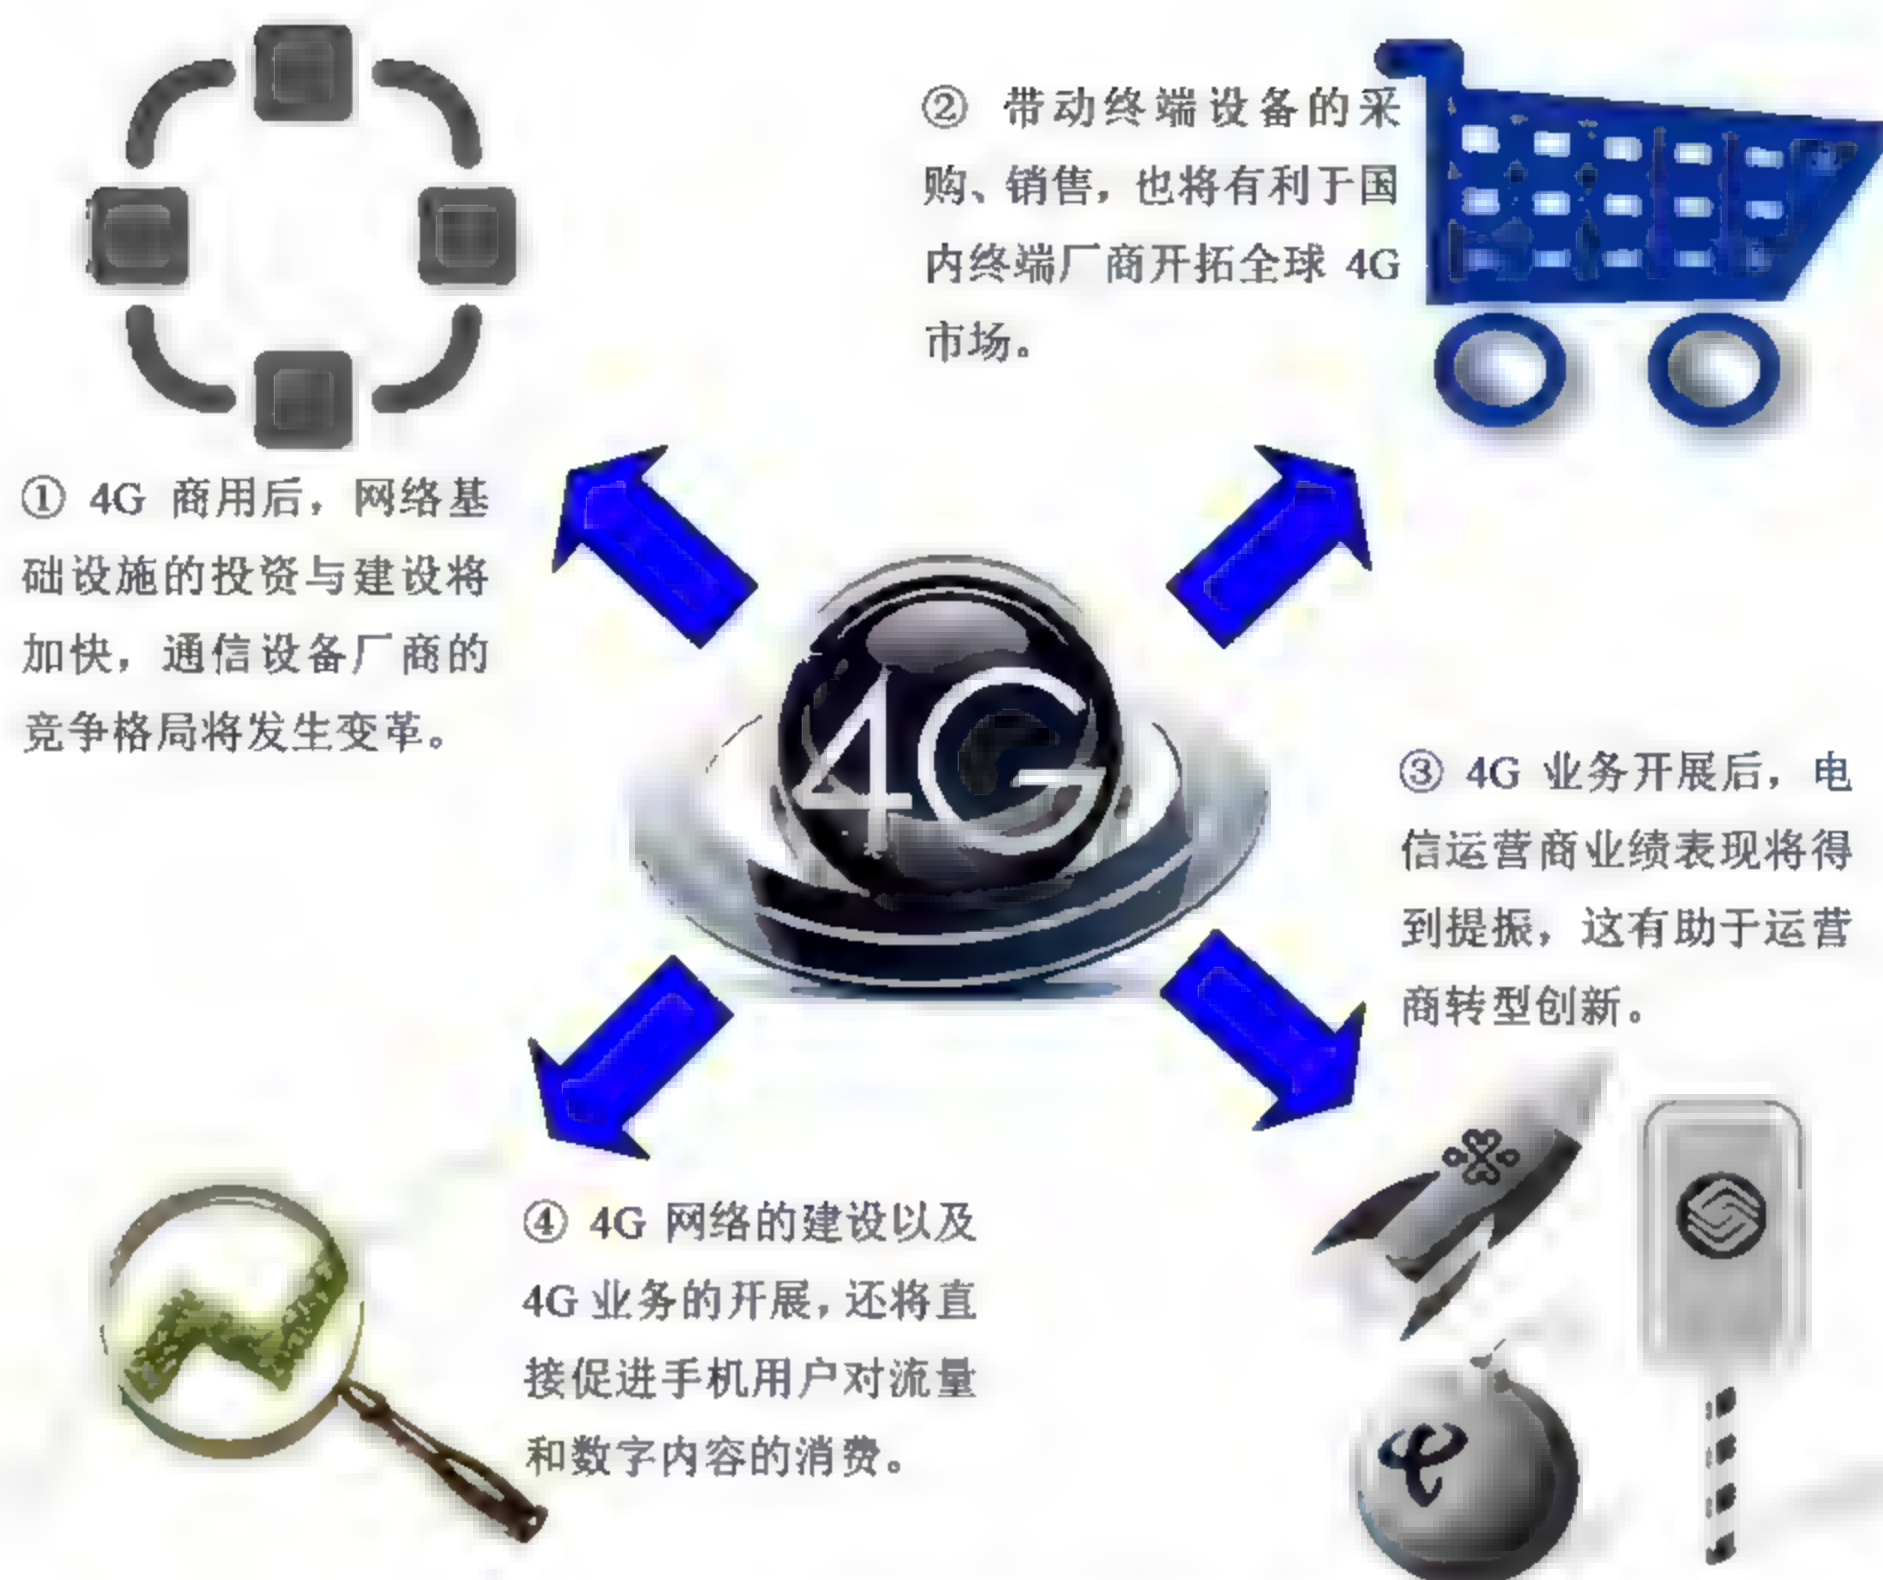 ① 4G 商用后，网络基
础设施的投资与建设将
加快，通信设备厂商的
竞争格局将发生变革。
② 带动终端设备的采
购、销售，也将有利于国
内终端厂商开拓全球 4G
市场。
4G
③ 4G 业务开展后，电
信运营商业绩表现将得
到提振，这有助于运营
商转型创新。
④ 4G 网络的建设以及
4G 业务的开展，还将直
接促进手机用户对流量
和数字内容的消费。